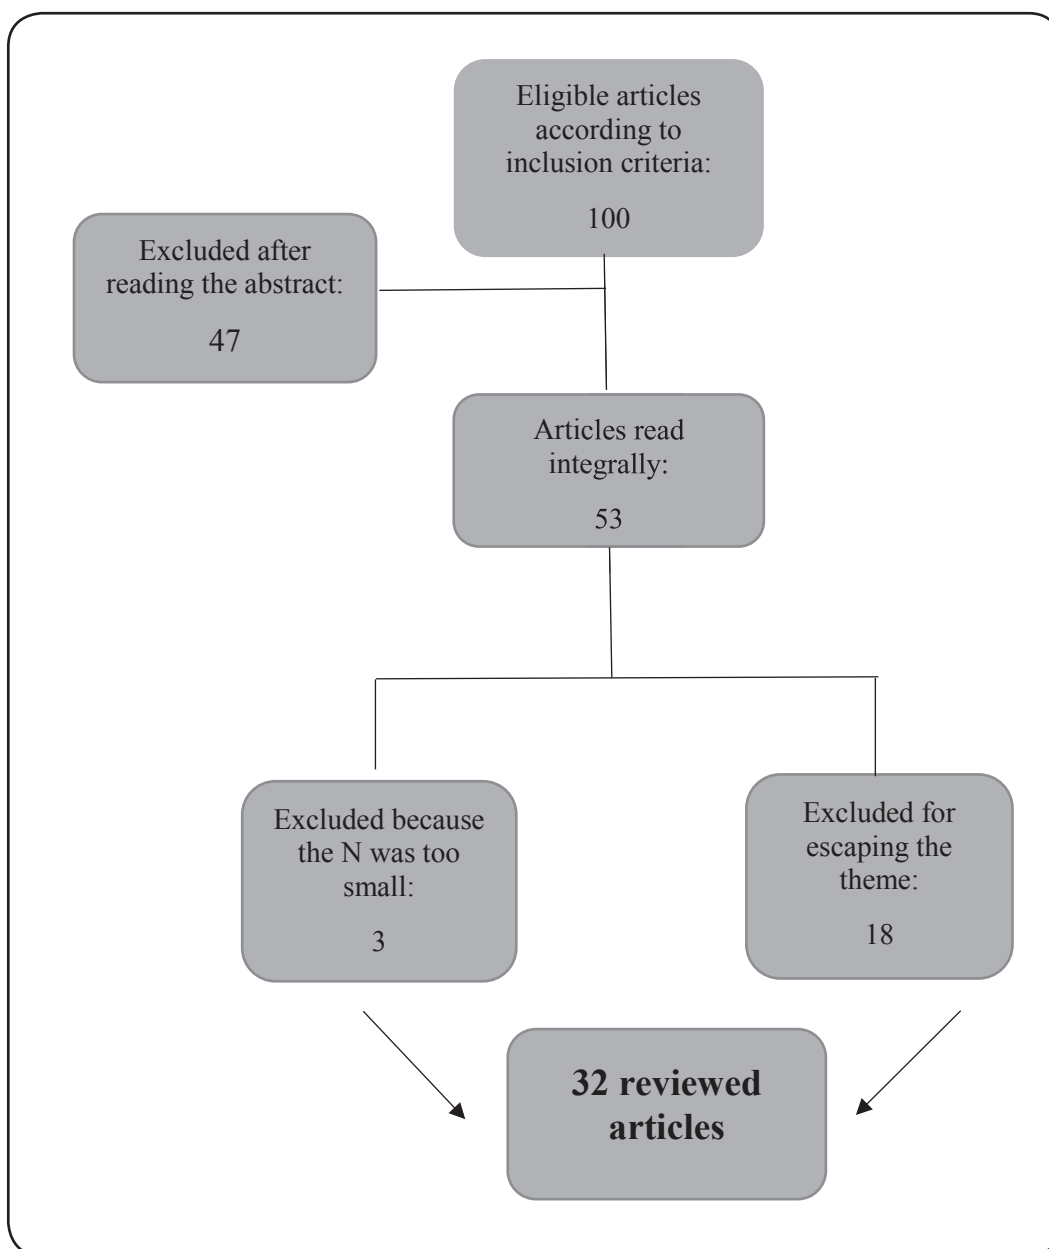 Eligible articles
according to
inclusion criteria:
100
Excluded after
reading the abstract:
47
Articles read
integrally:
53
Excluded because
the N was too
small:
3
Excluded for
escaping the
theme:
18
32 reviewed
articles